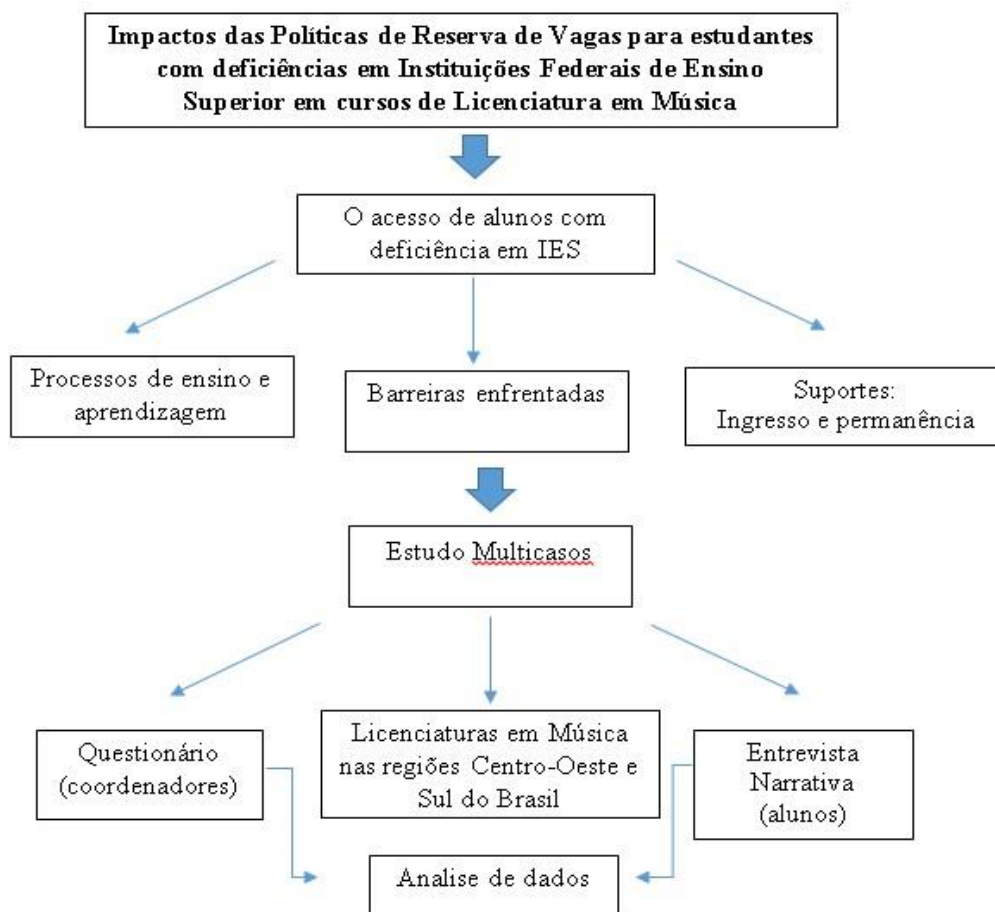 Impactos das Políticas de Reserva de Vagas para estudantes
com deficiências em Instituições Federais de Ensino
Superior em cursos de Licenciatura em Música
O acesso de alunos com
deficiência em IES
Processos de ensino e
aprendizagem
Barreiras enfrentadas
Suportes:
Ingresso e permanência
Estudo Multicasos
Questionário
(coordenadores)
Licenciaturas em Música
nas regiões Centro-Oeste e
Sul do Brasil
Entrevista
Narrativa
(alunos)
Analise de dados